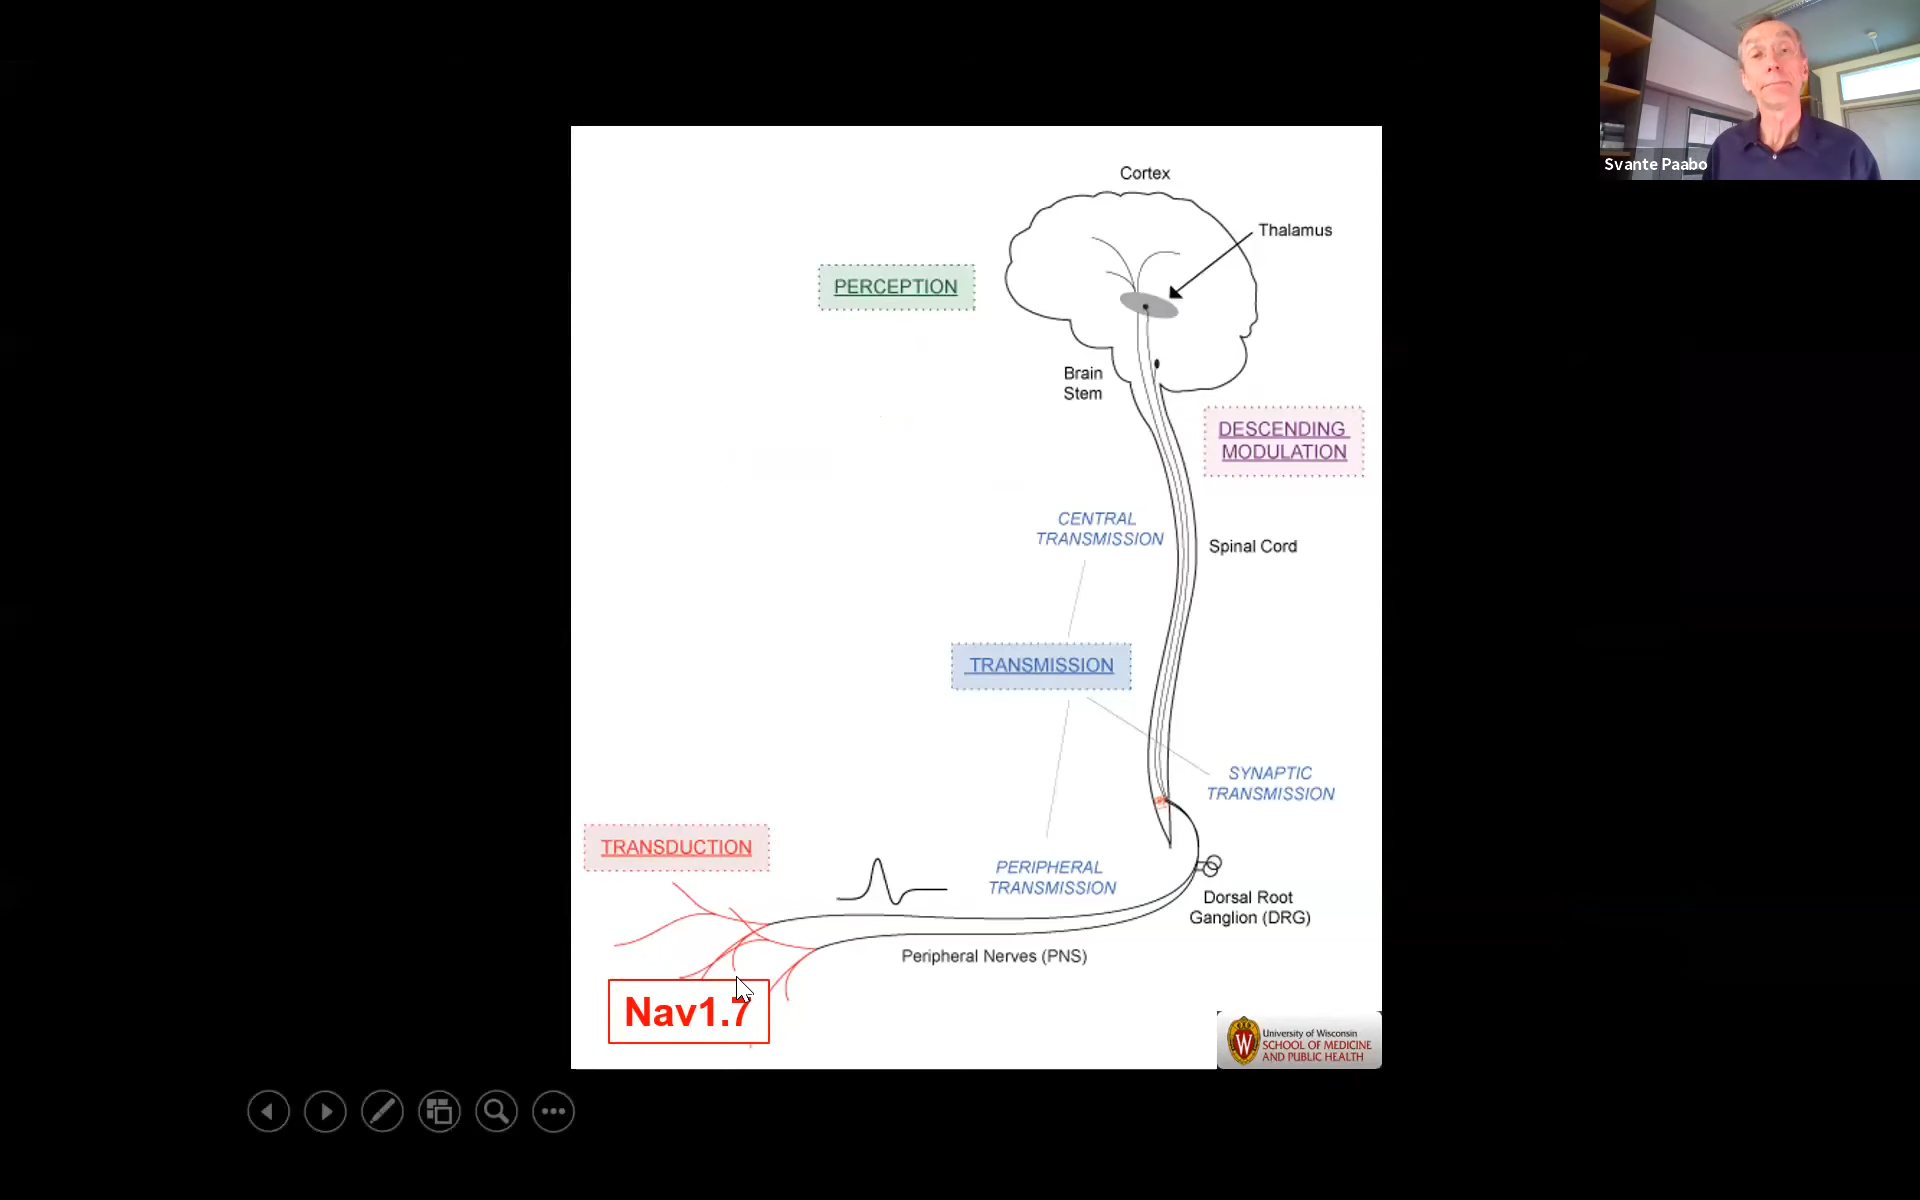 Svante Paabo
Cortex
Thalamus
PERCEPTION
Brain
Stem
DESCENDING
MODULATION
CENTRAL
TRANSMISSION
Spinal Cord
TRANSMISSION
SYNAPTIC
TRANSMISSION
TRANSDUCTION
PERIPHERAL
TRANSMISSION
Dorsal Root
Ganglion (DRG)
Peripheral Nerves (PNS)
Nav1.7
W
University of Wisconsin
SCHOOL OF MEDICINE
AND PUBLIC HEALTH